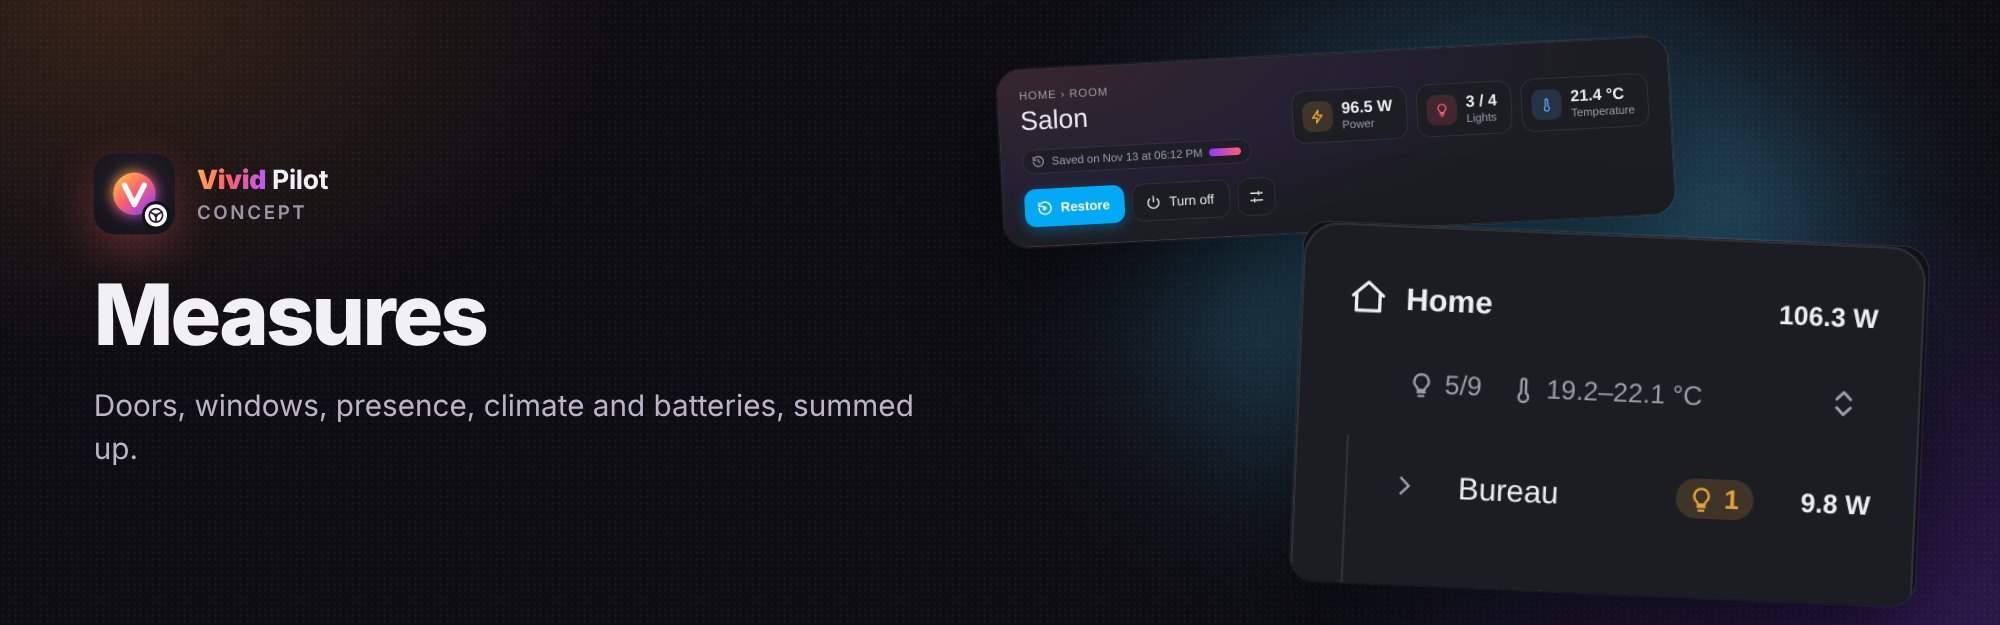 Vivid Pilot
CONCEPT
Measures
Doors, windows, presence, climate and batteries, summed
up.
HOME › ROOM
Salon
Saved on Nov 13 at 06:12 PM
Restore
Turn off
96.5 W
Power
3 / 4
Lights
21.4 °C
Temperature
Home
106.3 W
5/9
19.2–22.1 °C
Bureau
1
9.8 W